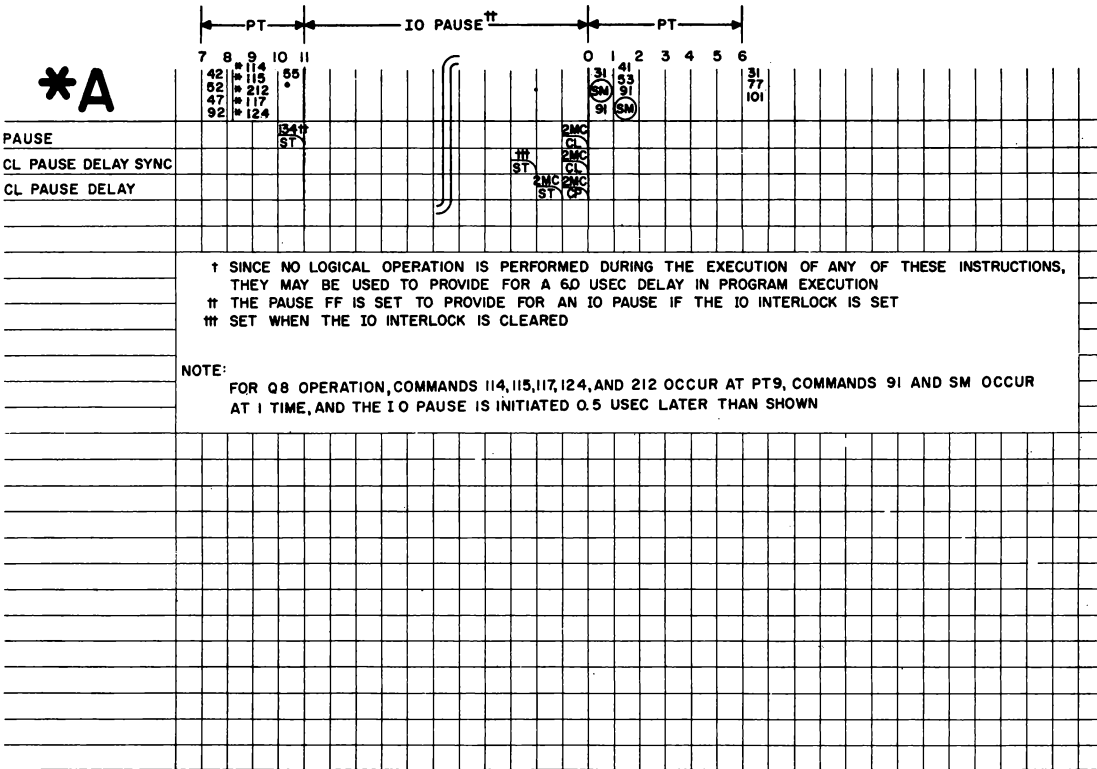 PT IO PAUSE†† PT
7 8 9 10 11 0 1 2 3 4 5 6
*A
42 * 114 55 31 41 31
52 * 115 * SM 53 77
47 * 212 91 91 101
92 * 117 SM
* 124
PAUSE 134†† ST 2MC CL
CL PAUSE DELAY SYNC ††† ST 2MC CL
CL PAUSE DELAY 2MC ST 2MC CP
† SINCE NO LOGICAL OPERATION IS PERFORMED DURING THE EXECUTION OF ANY OF THESE INSTRUCTIONS,
THEY MAY BE USED TO PROVIDE FOR A 6.0 USEC DELAY IN PROGRAM EXECUTION
†† THE PAUSE FF IS SET TO PROVIDE FOR AN IO PAUSE IF THE IO INTERLOCK IS SET
††† SET WHEN THE IO INTERLOCK IS CLEARED
NOTE:
FOR Q8 OPERATION, COMMANDS 114, 115, 117, 124, AND 212 OCCUR AT PT9, COMMANDS 91 AND SM OCCUR
AT 1 TIME, AND THE IO PAUSE IS INITIATED 0.5 USEC LATER THAN SHOWN